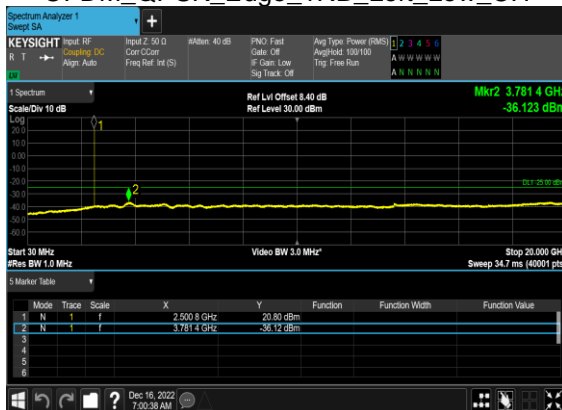 Spectrum Analyzer 1
Swept SA
KEYSIGHT Input: RF Input Z: 50 Ω #Atten: 40 dB PNO: Fast Avg Type: Power (RMS) 1 2 3 4 5 6
R T Coupling: DC Corr CCorr Gate: Off Avg|Hold: 100/100 A W W W W W
Align: Auto Freq Ref: Int (S) IF Gain: Low Trig: Free Run
Sig Track: Off A N N N N N
1 Spectrum Ref Lvl Offset 8.40 dB Mkr2 3.781 4 GHz
Scale/Div 10 dB Ref Level 30.00 dBm -36.123 dBm
Log
20.0 1
10.0
0.00
-10.0
-20.0 DL1 -25.00 dBm
-30.0 2
-40.0
-50.0
-60.0
Start 30 MHz Video BW 3.0 MHz* Stop 20.000 GHz
#Res BW 1.0 MHz Sweep 34.7 ms (40001 pts)
5 Marker Table
Mode Trace Scale X Y Function Function Width Function Value
1 N 1 f 2.500 8 GHz 20.80 dBm
2 N 1 f 3.781 4 GHz -36.12 dBm
3
4
5
6
? Dec 16, 2022
7:00:38 AM